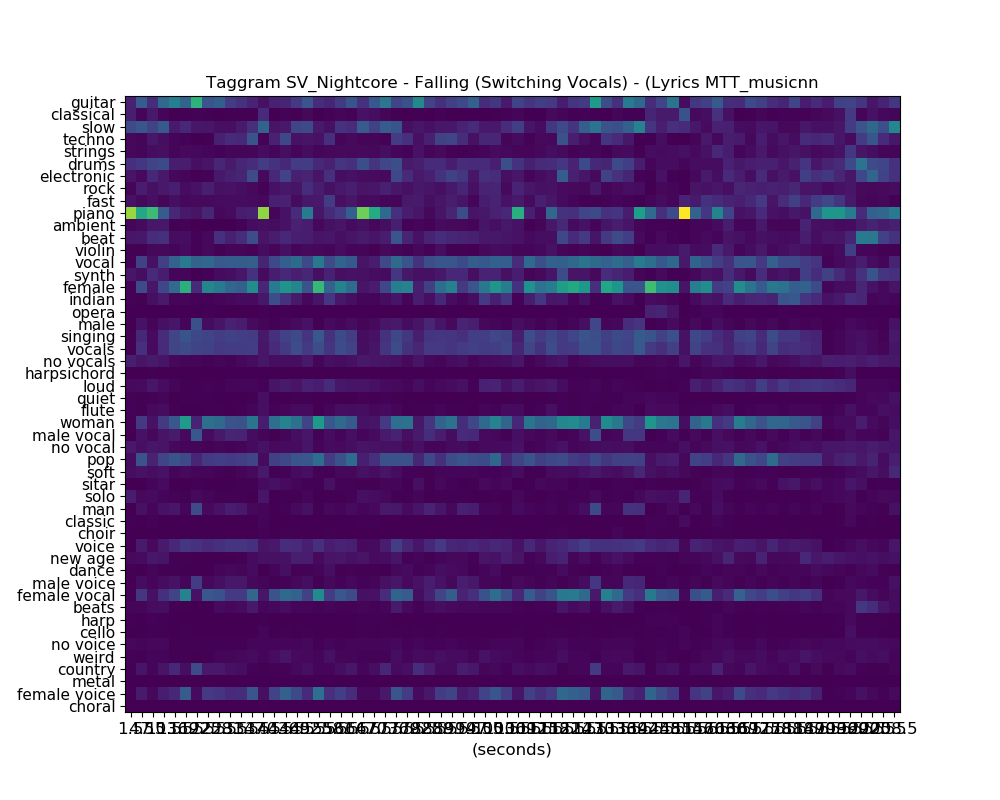 Taggram SV_Nightcore - Falling (Switching Vocals) - (Lyrics MTT_musicnn
guitar
classical
slow
techno
strings
drums
electronic
rock
fast
piano
ambient
beat
violin
vocal
synth
female
indian
opera
male
singing
vocals
no vocals
harpsichord
loud
quiet
flute
woman
male vocal
no vocal
pop
soft
sitar
solo
man
classic
choir
voice
new age
dance
male voice
female vocal
beats
harp
cello
no voice
weird
country
metal
female voice
choral
(seconds)